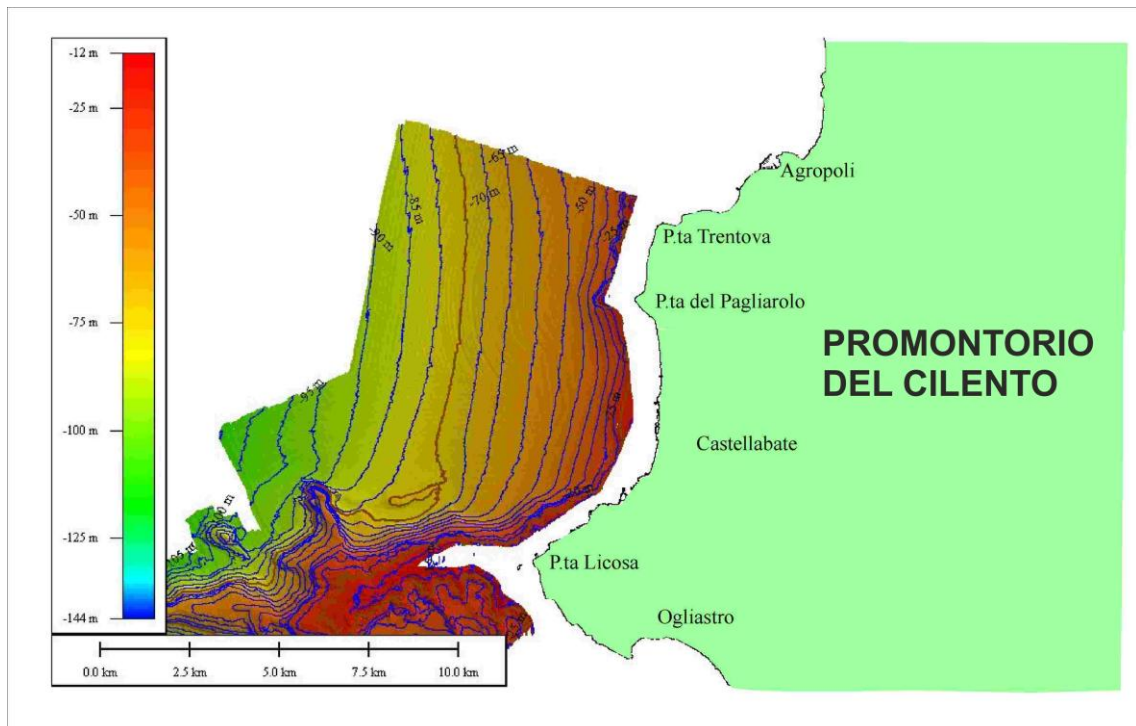 -12 m
-25 m
-50 m
-75 m
-100 m
-125 m
-144 m
0.0 km
2.5 km
5.0 km
7.5 km
10.0 km
-65 m
-70 m
-85 m
-90 m
-50 m
-25 m
-95 m
Agropoli
P.ta Trentova
P.ta del Pagliarolo
PROMONTORIO
DEL CILENTO
Castellabate
P.ta Licosa
Ogliastro